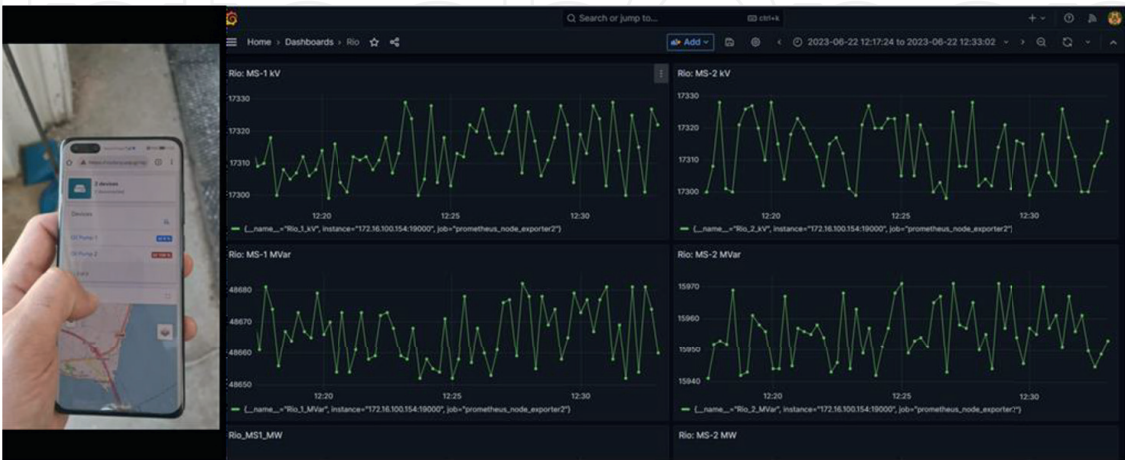 Search or jump to...
ctrl+k
Home › Dashboards › Rio
Add
2023-06-22 12:17:24 to 2023-06-22 12:33:02
2 devices
Devices
Oil Pump 1
Oil Pump 2
Rio: MS-1 kV
17330
17320
17310
17300
12:20
12:25
12:30
{__name__="Rio_1_kV", instance="172.16.100.154:19000", job="prometheus_node_exporter2"}
Rio: MS-2 kV
17330
17320
17310
17300
12:20
12:25
12:30
{__name__="Rio_2_kV", instance="172.16.100.154:19000", job="prometheus_node_exporter2"}
Rio: MS-1 MVar
48680
48670
48660
48650
12:20
12:25
12:30
{__name__="Rio_1_MVar", instance="172.16.100.154:19000", job="prometheus_node_exporter2"}
Rio: MS-2 MVar
15970
15960
15950
15940
12:20
12:25
12:30
{__name__="Rio_2_MVar", instance="172.16.100.154:19000", job="prometheus_node_exporter2"}
Rio_MS1_MW
Rio: MS-2 MW